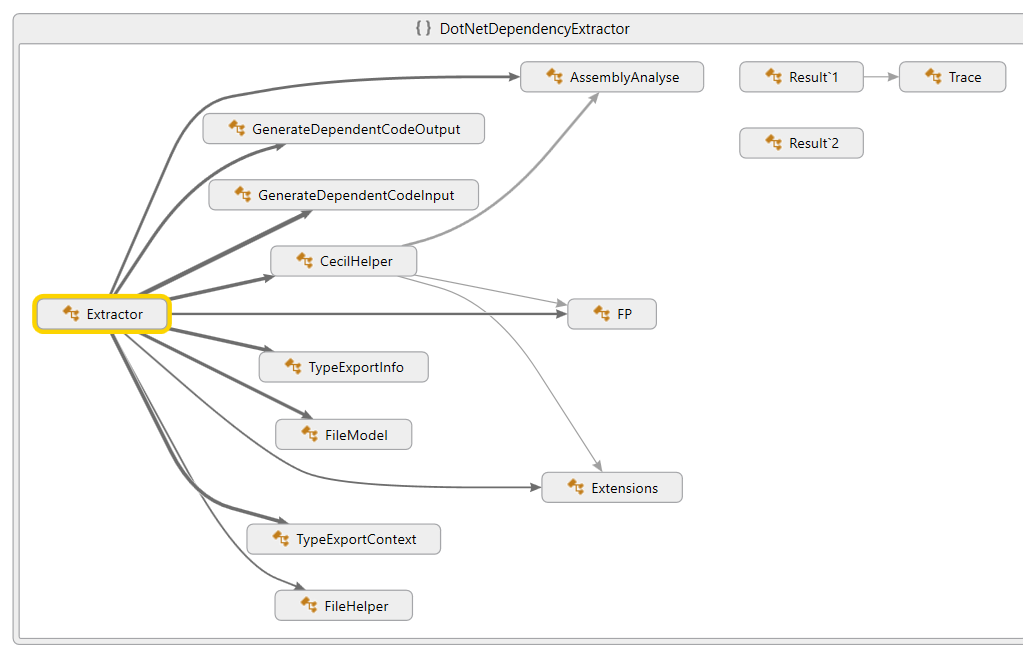 { } DotNetDependencyExtractor
AssemblyAnalyse
Result`1
Trace
GenerateDependentCodeOutput
Result`2
GenerateDependentCodeInput
CecilHelper
Extractor
FP
TypeExportInfo
FileModel
Extensions
TypeExportContext
FileHelper